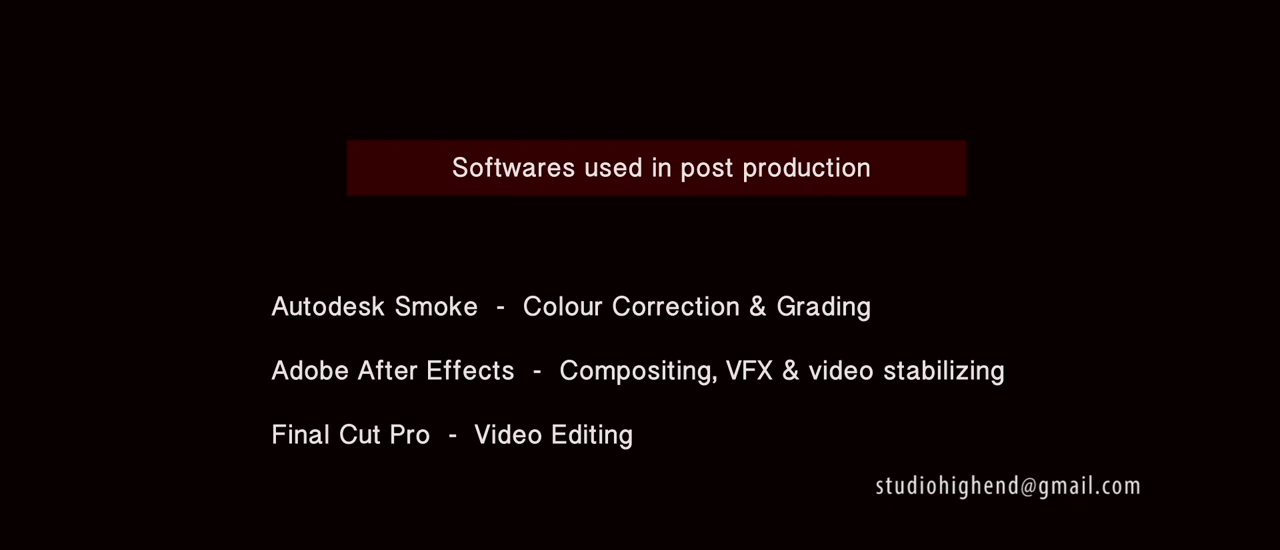 Softwares used in post production
Autodesk Smoke - Colour Correction & Grading
Adobe After Effects - Compositing, VFX & video stabilizing
Final Cut Pro - Video Editing
studiohighend@gmail.com